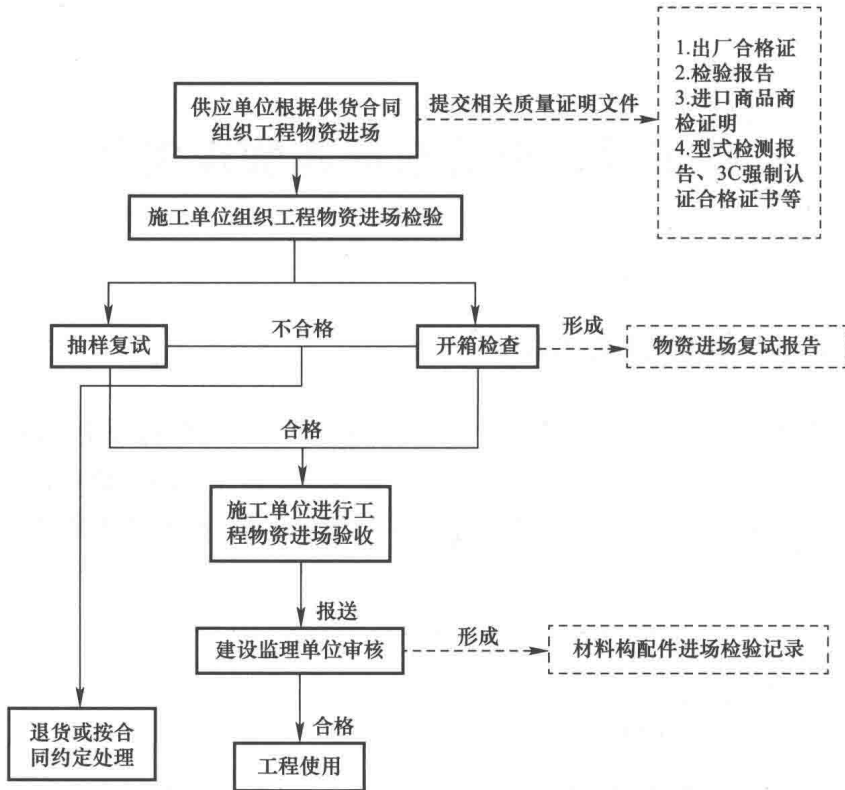 1.出厂合格证
2.检验报告
3.进口商品商
检证明
4.型式检测报
告、3C强制认
证合格证书等
供应单位根据供货合同
组织工程物资进场
提交相关质量证明文件
施工单位组织工程物资进场检验
抽样复试
不合格
开箱检查
形成
物资进场复试报告
合格
施工单位进行工
程物资进场验收
报送
建设监理单位审核
形成
材料构配件进场检验记录
退货或按合
同约定处理
合格
工程使用